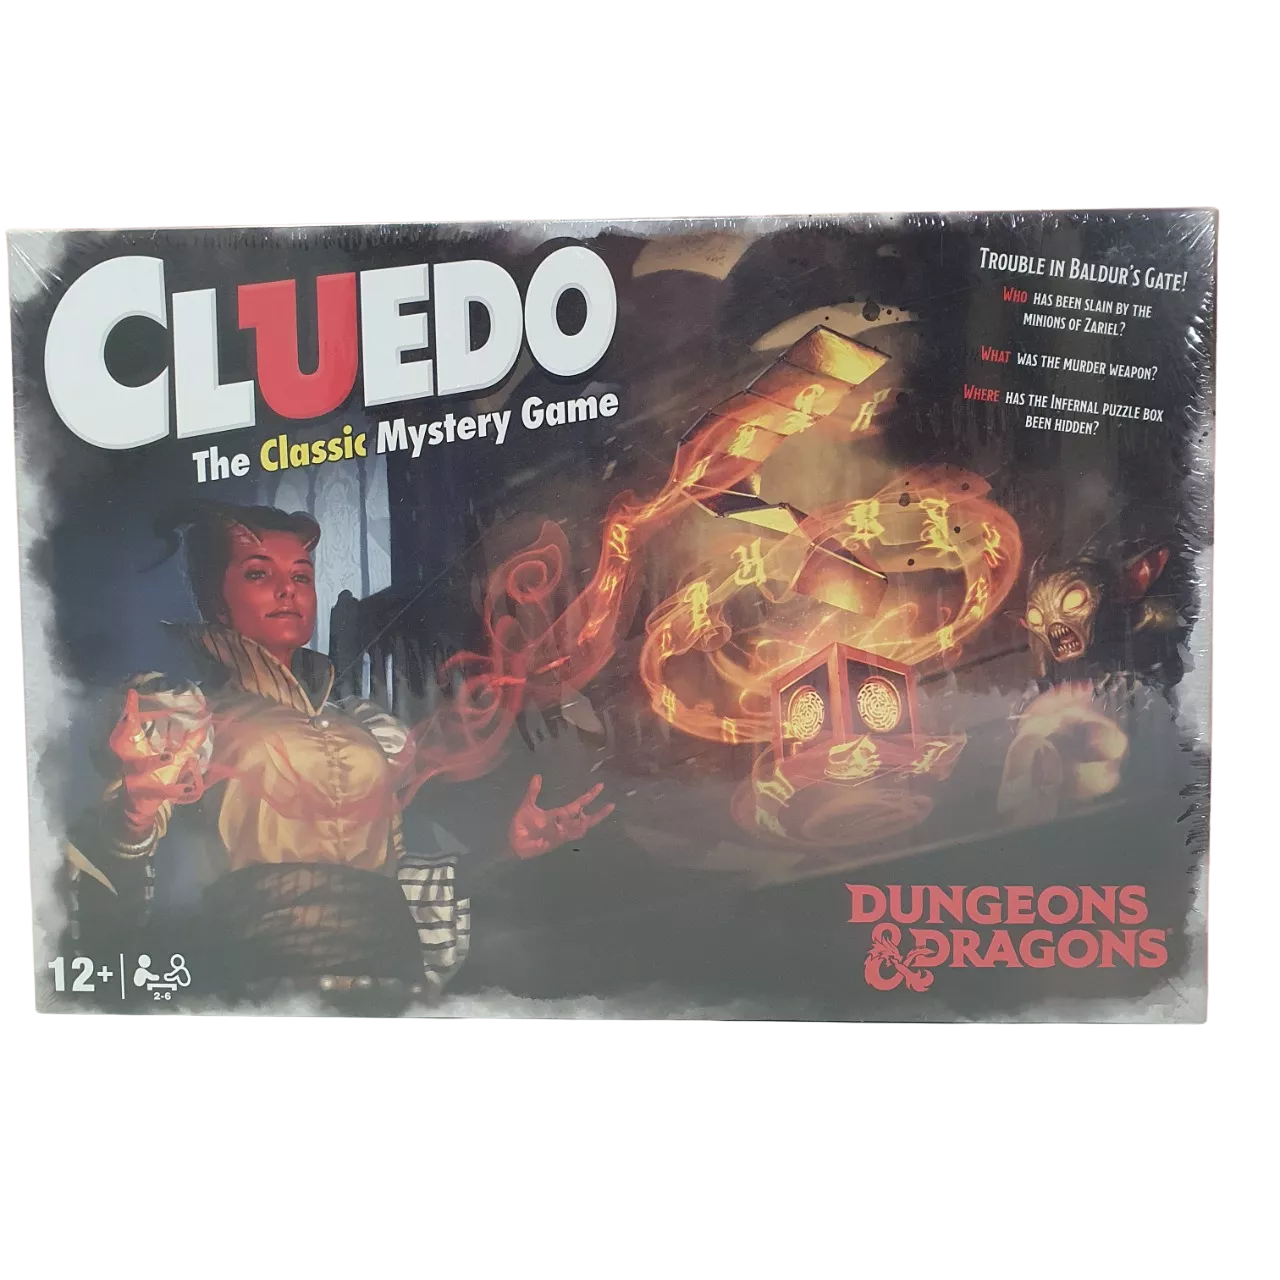 CLUEDO
The Classic Mystery Game
TROUBLE IN BALDUR'S GATE!
WHO HAS BEEN SLAIN BY THE
MINIONS OF ZARIEL?
WHAT WAS THE MURDER WEAPON?
WHERE HAS THE INFERNAL PUZZLE BOX
BEEN HIDDEN?
DUNGEONS
& DRAGONS
12+
2-6